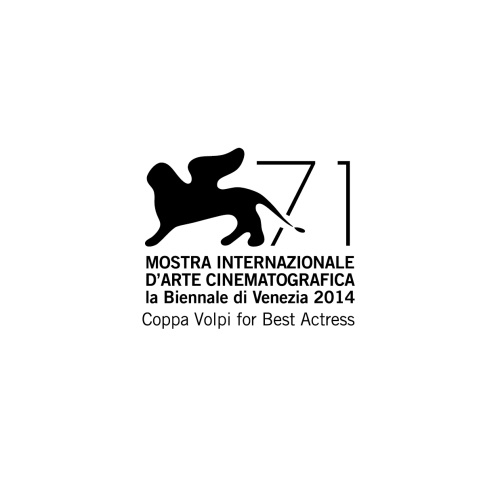 71
MOSTRA INTERNAZIONALE
D'ARTE CINEMATOGRAFICA
la Biennale di Venezia 2014
Coppa Volpi for Best Actress